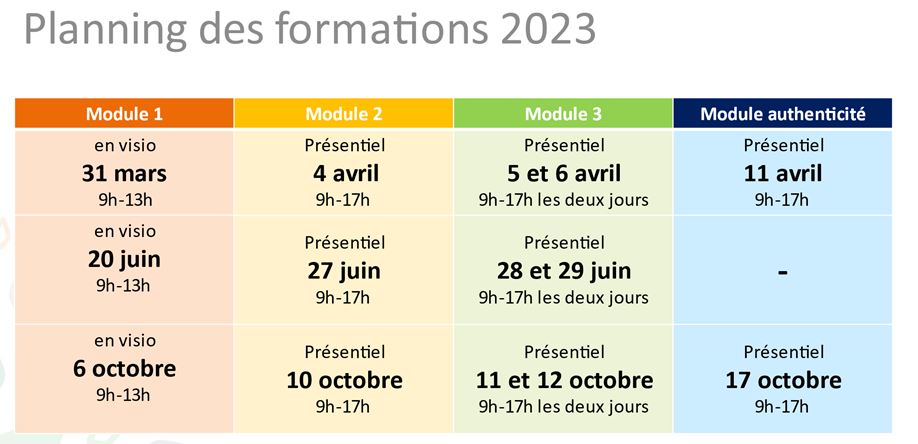 Planning des formations 2023
Module 1
Module 2
Module 3
Module authenticité
en visio
31 mars
9h-13h
Présentiel
4 avril
9h-17h
Présentiel
5 et 6 avril
9h-17h les deux jours
Présentiel
11 avril
9h-17h
en visio
20 juin
9h-13h
Présentiel
27 juin
9h-17h
Présentiel
28 et 29 juin
9h-17h les deux jours
-
en visio
6 octobre
9h-13h
Présentiel
10 octobre
9h-17h
Présentiel
11 et 12 octobre
9h-17h les deux jours
Présentiel
17 octobre
9h-17h